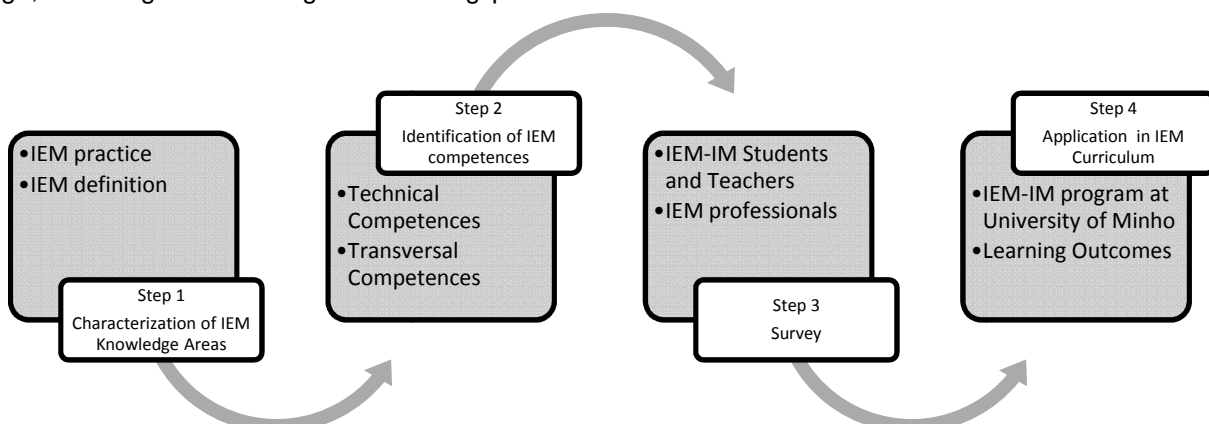 Step 2
Identification of IEM
competences
Step 4
Application in IEM
Curriculum
•IEM practice
•IEM definition
Step 1
Characterization of IEM
Knowledge Areas
•Technical
Competences
•Transversal
Competences
•IEM-IM Students
and Teachers
•IEM professionals
Step 3
Survey
•IEM-IM program at
University of Minho
•Learning Outcomes